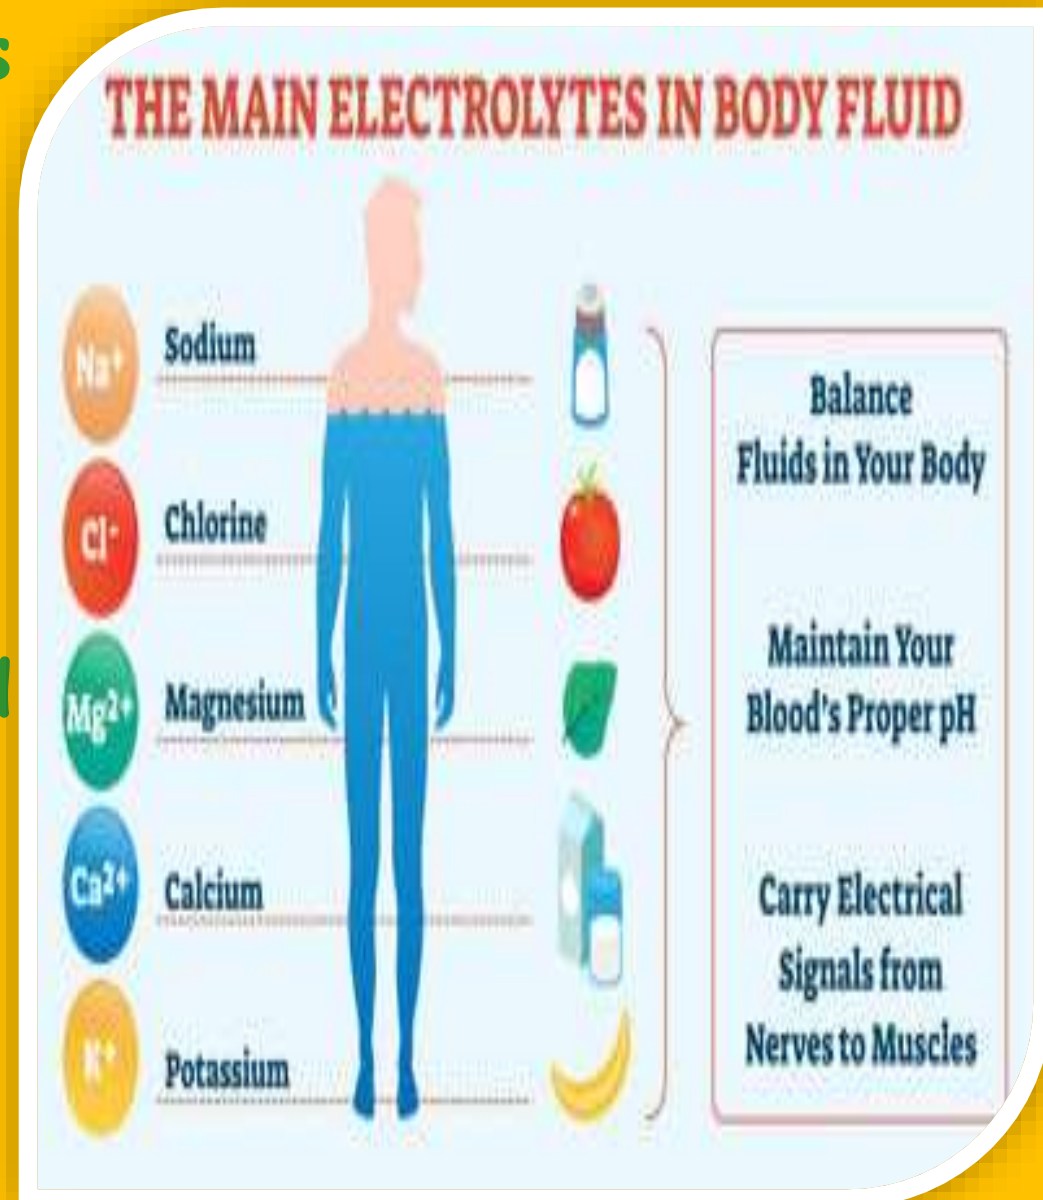 s
THE MAIN ELECTROLYTES IN BODY FLUID
Na⁺
Sodium
Cl⁻
Chlorine
Mg²⁺
Magnesium
Ca²⁺
Calcium
K⁺
Potassium
Balance
Fluids in Your Body
Maintain Your
Blood's Proper pH
Carry Electrical
Signals from
Nerves to Muscles